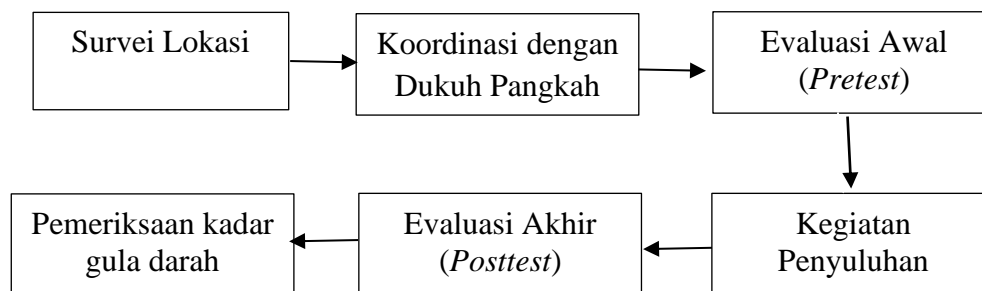 Survei Lokasi
Koordinasi dengan
Dukuh Pangkah
Evaluasi Awal
(Pretest)
Kegiatan
Penyuluhan
Evaluasi Akhir
(Posttest)
Pemeriksaan kadar
gula darah